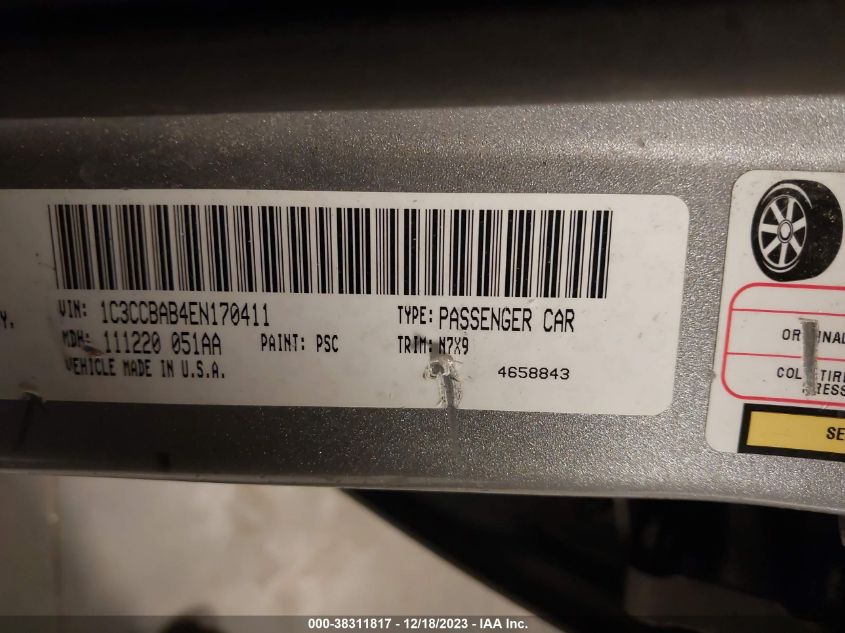 VIN: 1C3CCBAB4EN170411 TYPE: PASSENGER CAR
Y. MDH: 111220 051AA PAINT: PSC TRIM: N7X9
VEHICLE MADE IN U.S.A. 4658843
SE
000-38311817 - 12/18/2023 - IAA Inc.